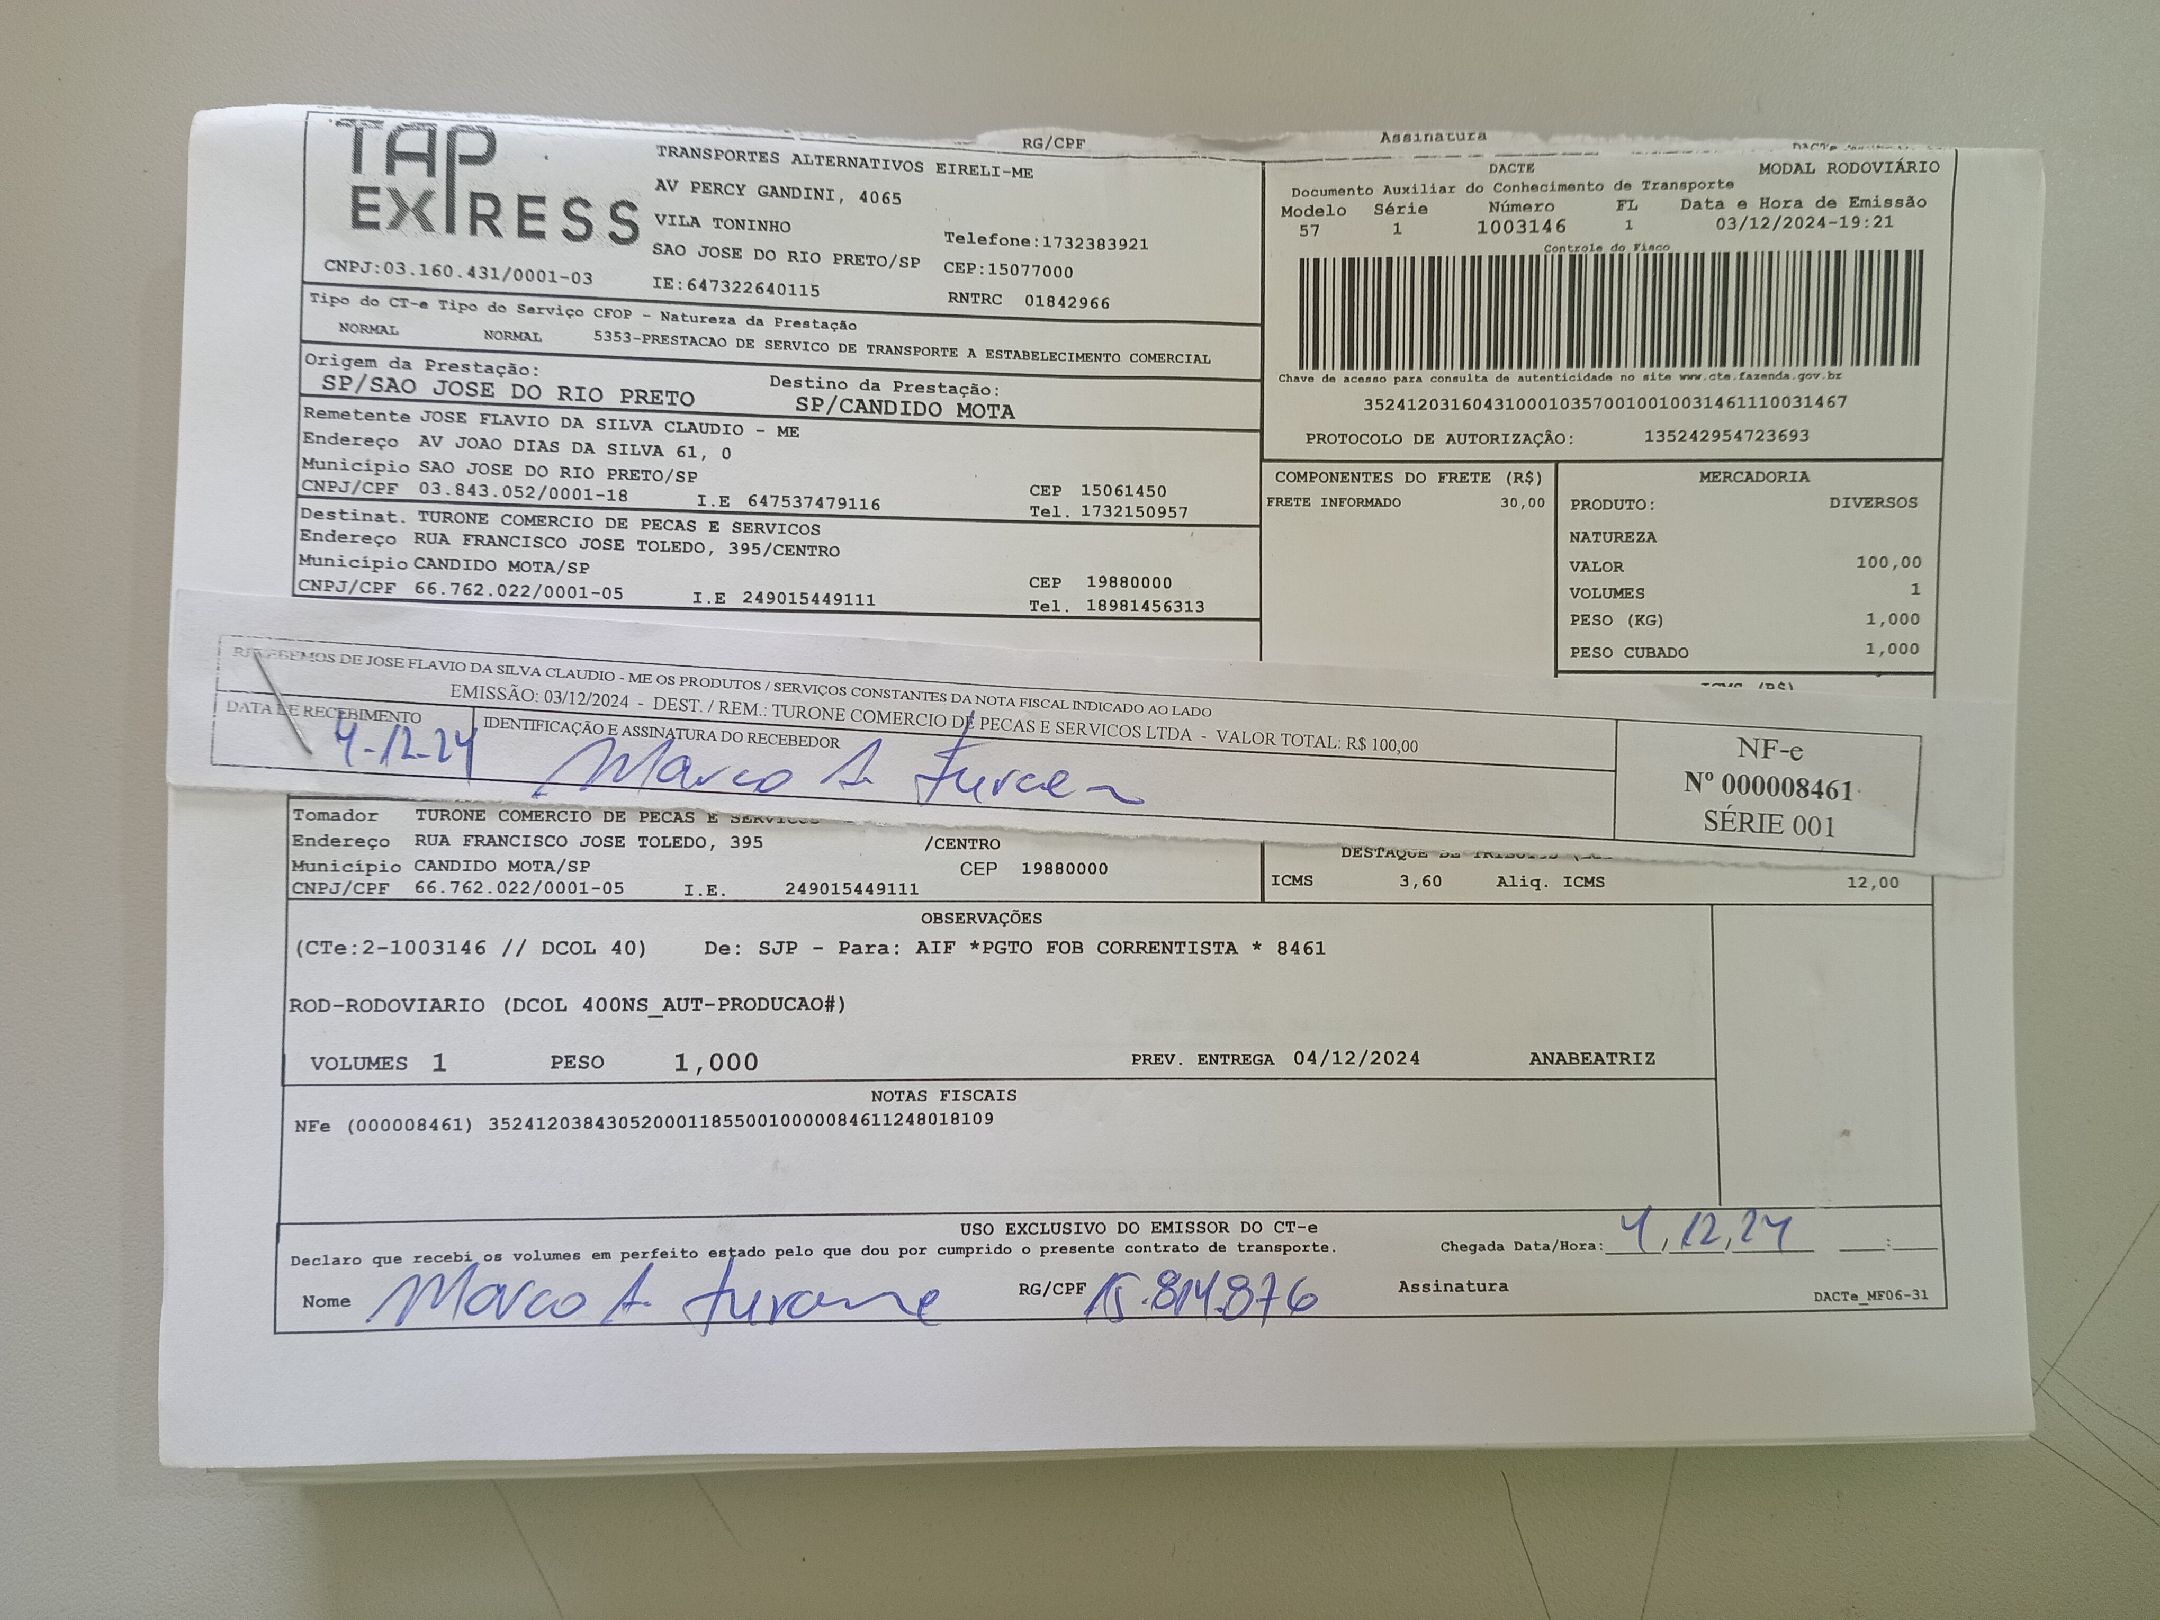 TAP EXPRESS
RG/CPF
Assinatura
TRANSPORTES ALTERNATIVOS EIRELI-ME
AV PERCY GANDINI, 4065
VILA TONINHO
Telefone:1732383921
SAO JOSE DO RIO PRETO/SP CEP:15077000
CNPJ:03.160.431/0001-03 IE:647322640115 RNTRC 01842966
DACTE MODAL RODOVIÁRIO
Documento Auxiliar do Conhecimento de Transporte
Modelo Série Número FL Data e Hora de Emissão
57 1 1003146 1 03/12/2024-19:21
Controle do Fisco
Chave de acesso para consulta de autenticidade no site www.cte.fazenda.gov.br
35241203160431000103570010010031461110031467
PROTOCOLO DE AUTORIZAÇÃO: 135242954723693
Tipo do CT-e Tipo do Serviço CFOP - Natureza da Prestação
NORMAL NORMAL 5353-PRESTACAO DE SERVICO DE TRANSPORTE A ESTABELECIMENTO COMERCIAL
Origem da Prestação: Destino da Prestação:
SP/SAO JOSE DO RIO PRETO SP/CANDIDO MOTA
Remetente JOSE FLAVIO DA SILVA CLAUDIO - ME
Endereço AV JOAO DIAS DA SILVA 61, 0
Município SAO JOSE DO RIO PRETO/SP CEP 15061450
CNPJ/CPF 03.843.052/0001-18 I.E 647537479116 Tel. 1732150957
Destinat. TURONE COMERCIO DE PECAS E SERVICOS
Endereço RUA FRANCISCO JOSE TOLEDO, 395/CENTRO
Município CANDIDO MOTA/SP CEP 19880000
CNPJ/CPF 66.762.022/0001-05 I.E 249015449111 Tel. 18981456313
COMPONENTES DO FRETE (R$)
FRETE INFORMADO 30,00
MERCADORIA
PRODUTO: DIVERSOS
NATUREZA
VALOR 100,00
VOLUMES 1
PESO (KG) 1,000
PESO CUBADO 1,000
RECEBEMOS DE JOSE FLAVIO DA SILVA CLAUDIO - ME OS PRODUTOS / SERVIÇOS CONSTANTES DA NOTA FISCAL INDICADO AO LADO
EMISSÃO: 03/12/2024 - DEST. / REM.: TURONE COMERCIO DE PECAS E SERVICOS LTDA - VALOR TOTAL: R$ 100,00
DATA DE RECEBIMENTO IDENTIFICAÇÃO E ASSINATURA DO RECEBEDOR
4-12-24 Marco A.
NF-e
Nº 000008461
SÉRIE 001
Tomador TURONE COMERCIO DE PECAS E SERVICOS
Endereço RUA FRANCISCO JOSE TOLEDO, 395 /CENTRO
Município CANDIDO MOTA/SP CEP 19880000
CNPJ/CPF 66.762.022/0001-05 I.E. 249015449111
DESTAQUE DE
ICMS 3,60 Aliq. ICMS 12,00
OBSERVAÇÕES
(CTe:2-1003146 // DCOL 40) De: SJP - Para: AIF *PGTO FOB CORRENTISTA * 8461
ROD-RODOVIARIO (DCOL 400NS_AUT-PRODUCAO#)
VOLUMES 1 PESO 1,000 PREV. ENTREGA 04/12/2024 ANABEATRIZ
NOTAS FISCAIS
NFe (000008461) 35241203843052000118550010000084611248018109
USO EXCLUSIVO DO EMISSOR DO CT-e
Declaro que recebi os volumes em perfeito estado pelo que dou por cumprido o presente contrato de transporte. Chegada Data/Hora: 4,12,24 :
Nome Marco A. Turone RG/CPF 15.814.876 Assinatura DACTe_MF06-31